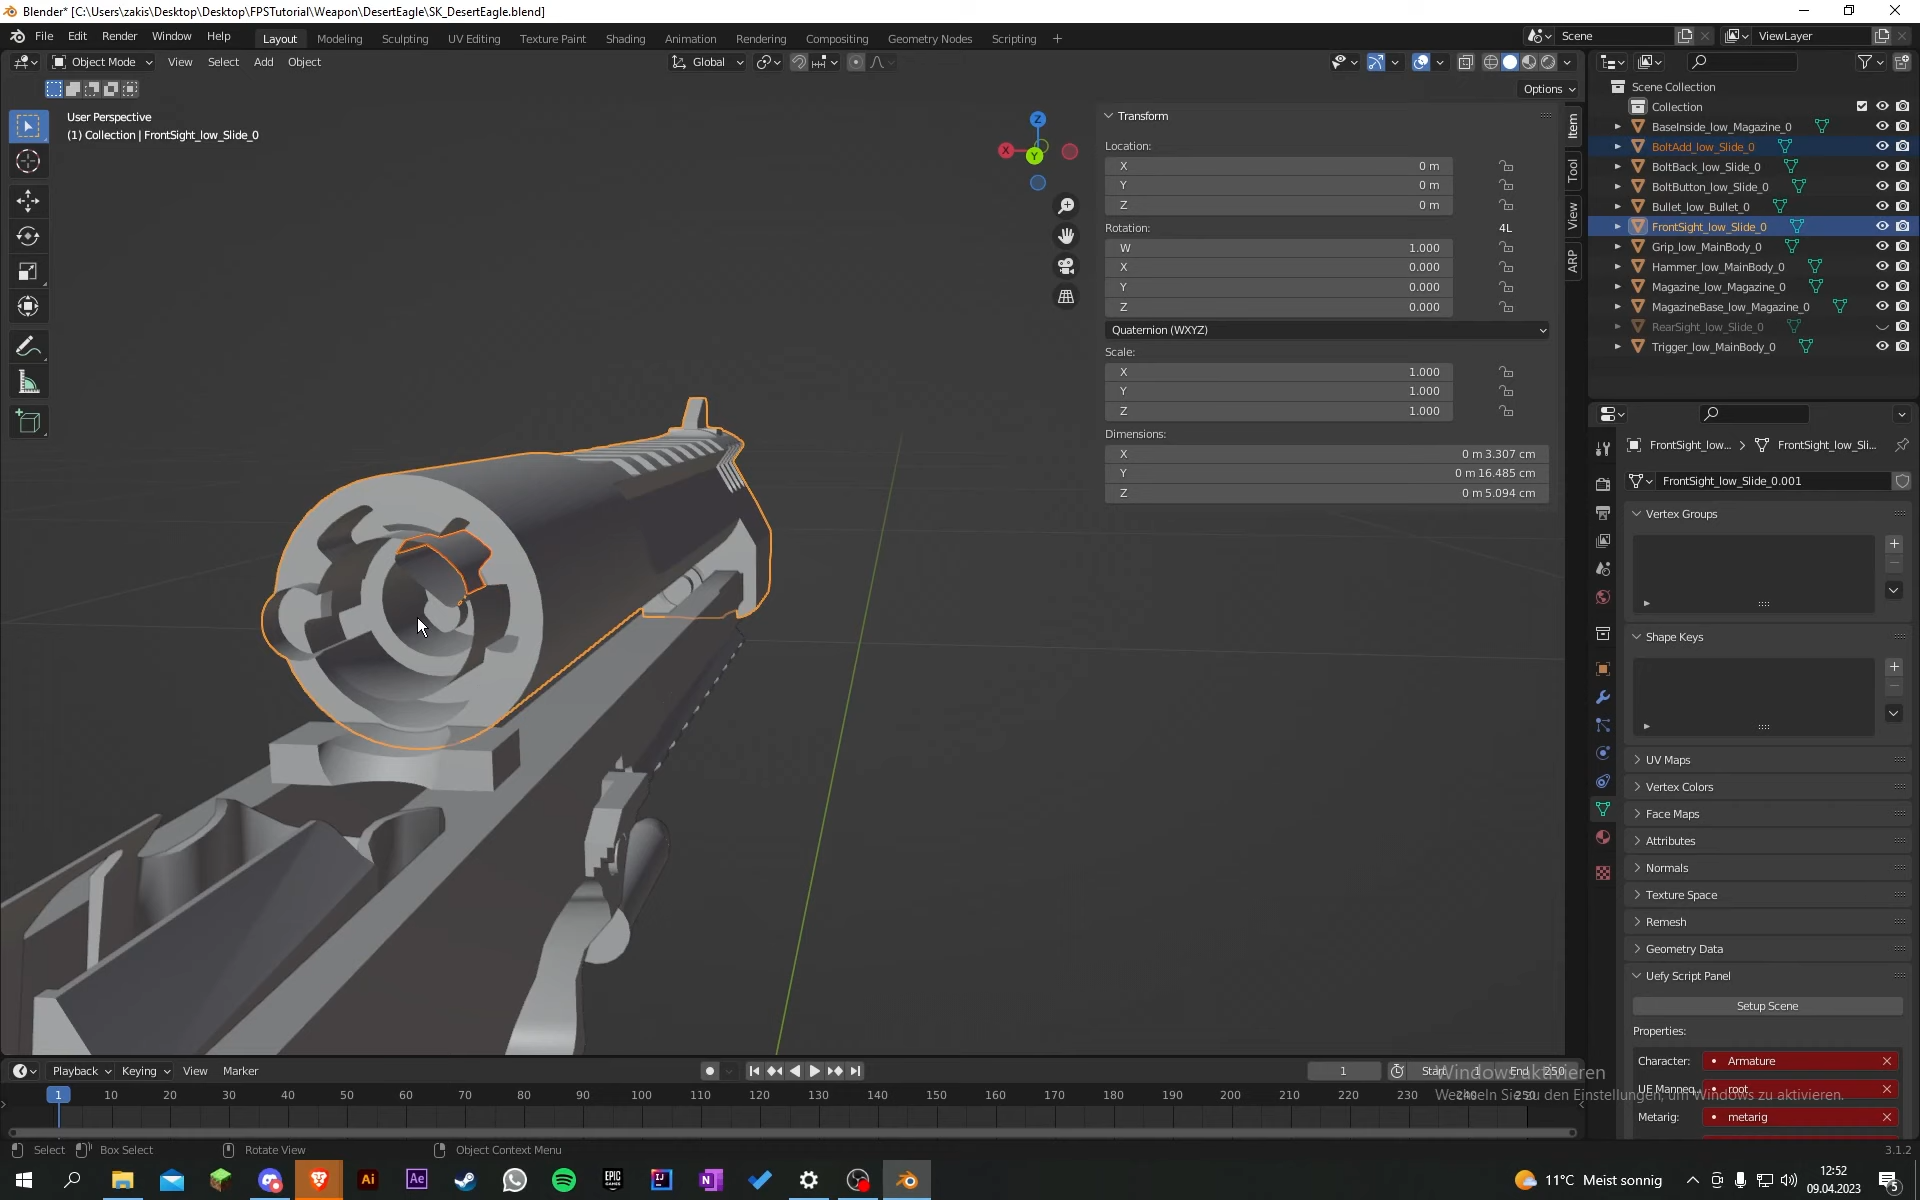 Blender* [C:\Users\zakis\Desktop\Desktop\FPSTutorial\Weapon\DesertEagle\SK_DesertEagle.blend]
File Edit Render Window Help Layout Modeling Sculpting UV Editing Texture Paint Shading Animation Rendering Compositing Geometry Nodes Scripting + Scene ViewLayer
Object Mode View Select Add Object Global
Options
User Perspective
(1) Collection | FrontSight_low_Slide_0
Z
X
Y
Transform
Location:
X 0 m
Y 0 m
Z 0 m
Rotation: 4L
W 1.000
X 0.000
Y 0.000
Z 0.000
Quaternion (WXYZ)
Scale:
X 1.000
Y 1.000
Z 1.000
Dimensions:
X 0 m 3.307 cm
Y 0 m 16.485 cm
Z 0 m 5.094 cm
Item
Tool
View
ARP
Scene Collection
Collection
BaseInside_low_Magazine_0
BoltAdd_low_Slide_0
BoltBack_low_Slide_0
BoltButton_low_Slide_0
Bullet_low_Bullet_0
FrontSight_low_Slide_0
Grip_low_MainBody_0
Hammer_low_MainBody_0
Magazine_low_Magazine_0
MagazineBase_low_Magazine_0
RearSight_low_Slide_0
Trigger_low_MainBody_0
FrontSight_low... > FrontSight_low_Sli...
FrontSight_low_Slide_0.001
Vertex Groups
Shape Keys
UV Maps
Vertex Colors
Face Maps
Attributes
Normals
Texture Space
Remesh
Geometry Data
Uefy Script Panel
Setup Scene
Properties:
Character: Armature
UE Manneq.. root
Metarig: metarig
Windows aktivieren
Wechseln Sie zu den Einstellungen, um Windows zu aktivieren.
Playback Keying View Marker 1 Start 1 End 250
1 10 20 30 40 50 60 70 80 90 100 110 120 130 140 150 160 170 180 190 200 210 220 230 240 250
Select Box Select Rotate View Object Context Menu 3.1.2
Ai Ae EPIC GAMES IJ N
11°C Meist sonnig
12:52
09.04.2023
5